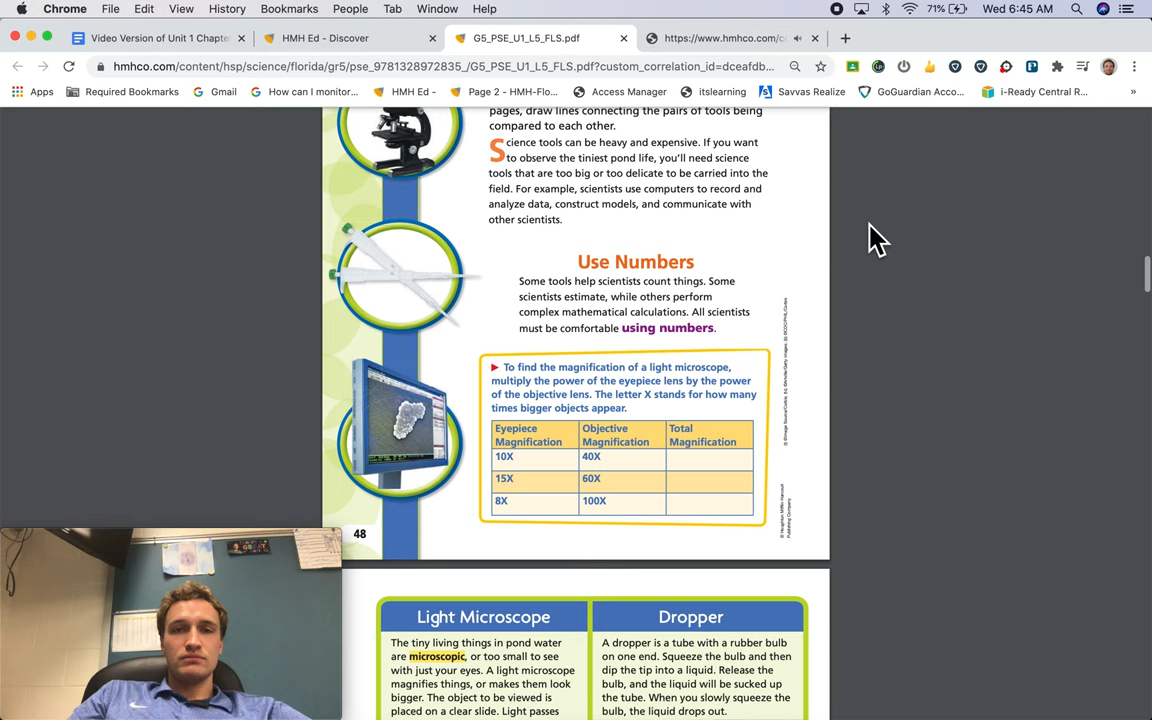 Chrome File Edit View History Bookmarks People Tab Window Help 71% Wed 6:45 AM
Video Version of Unit 1 Chapte HMH Ed - Discover G5_PSE_U1_L5_FLS.pdf https://www.hmhco.com/c
hmhco.com/content/hsp/science/florida/gr5/pse_9781328972835_/G5_PSE_U1_L5_FLS.pdf?custom_correlation_id=dceafdb...
Apps Required Bookmarks Gmail How can I monitor... HMH Ed - Page 2 - HMH-Flo... Access Manager itslearning Savvas Realize GoGuardian Acco... i-Ready Central R... »
pages, draw lines connecting the pairs of tools being
compared to each other.
Science tools can be heavy and expensive. If you want
to observe the tiniest pond life, you'll need science
tools that are too big or too delicate to be carried into the
field. For example, scientists use computers to record and
analyze data, construct models, and communicate with
other scientists.
Use Numbers
Some tools help scientists count things. Some
scientists estimate, while others perform
complex mathematical calculations. All scientists
must be comfortable using numbers.
► To find the magnification of a light microscope,
multiply the power of the eyepiece lens by the power
of the objective lens. The letter X stands for how many
times bigger objects appear.
Eyepiece Objective Total
Magnification Magnification Magnification
10X 40X
15X 60X
8X 100X
© Houghton Mifflin Harcourt
Publishing Company
48
Light Microscope
The tiny living things in pond water
are microscopic, or too small to see
with just your eyes. A light microscope
magnifies things, or makes them look
bigger. The object to be viewed is
placed on a clear slide. Light passes
Dropper
A dropper is a tube with a rubber bulb
on one end. Squeeze the bulb and then
dip the tip into a liquid. Release the
bulb, and the liquid will be sucked up
the tube. When you slowly squeeze the
bulb, the liquid drops out.
GREAT